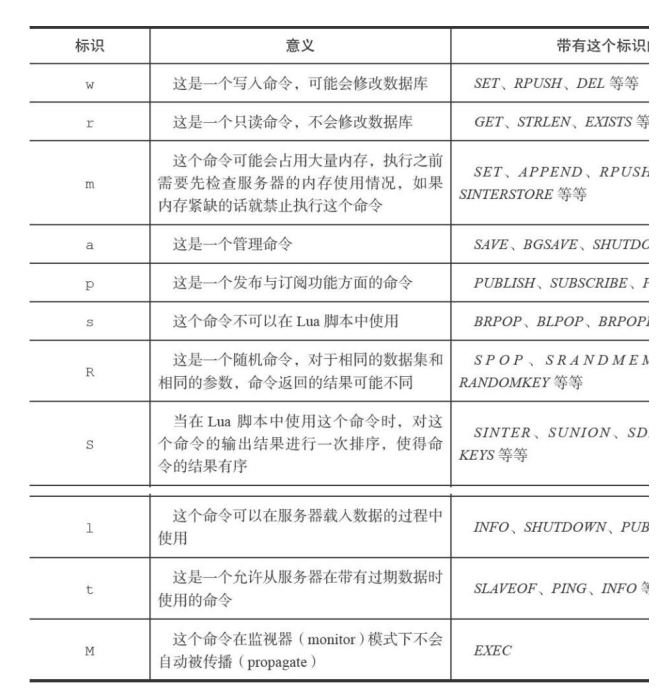 标识 意义 带有这个标识
w 这是一个写入命令，可能会修改数据库 SET、RPUSH、DEL 等等
r 这是一个只读命令，不会修改数据库 GET、STRLEN、EXISTS 等
这个命令可能会占用大量内存，执行之前
需要先检查服务器的内存使用情况，如果
内存紧缺的话就禁止执行这个命令
m
SET、APPEND、RPUSH
SINTERSTORE 等等
a 这是一个管理命令 SAVE、BGSAVE、SHUTDO
p 这是一个发布与订阅功能方面的命令 PUBLISH、SUBSCRIBE、
s 这个命令不可以在 Lua 脚本中使用 BRPOP、BLPOP、BRPOP
R
这是一个随机命令，对于相同的数据集和
相同的参数，命令返回的结果可能不同
SPOP、SRANDMEM
RANDOMKEY 等等
S
当在 Lua 脚本中使用这个命令时，对这
个命令的输出结果进行一次排序，使得命
令的结果有序
SINTER、SUNION、SD
KEYS 等等
l
这个命令可以在服务器载入数据的过程中
使用
INFO、SHUTDOWN、PUB
t
这是一个允许从服务器在带有过期数据时
使用的命令
SLAVEOF、PING、INFO 等
M
这个命令在监视器（monitor）模式下不会
自动被传播（propagate）
EXEC